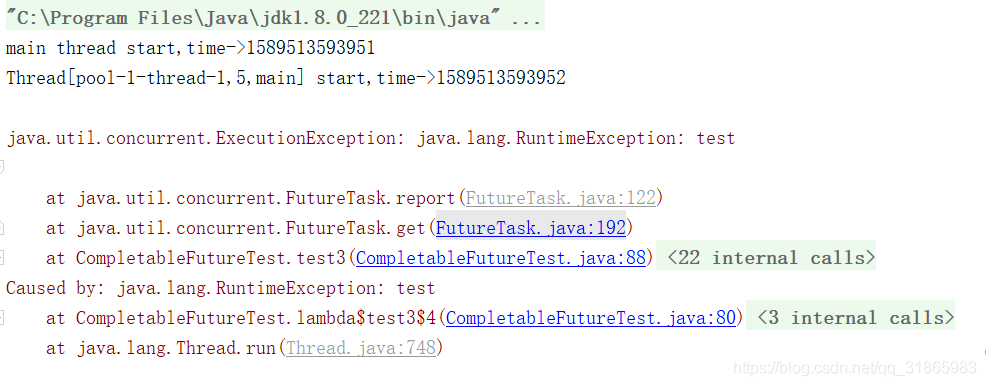 "C:\Program Files\Java\jdk1.8.0_221\bin\java" ...
main thread start,time->1589513593951
Thread[pool-1-thread-1,5,main] start,time->1589513593952
java.util.concurrent.ExecutionException: java.lang.RuntimeException: test
at java.util.concurrent.FutureTask.report(FutureTask.java:122)
at java.util.concurrent.FutureTask.get(FutureTask.java:192)
at CompletableFutureTest.test3(CompletableFutureTest.java:88) <22 internal calls>
Caused by: java.lang.RuntimeException: test
at CompletableFutureTest.lambda$test3$4(CompletableFutureTest.java:80) <3 internal calls>
at java.lang.Thread.run(Thread.java:748)
https://blog.csdn.net/qq_31865983